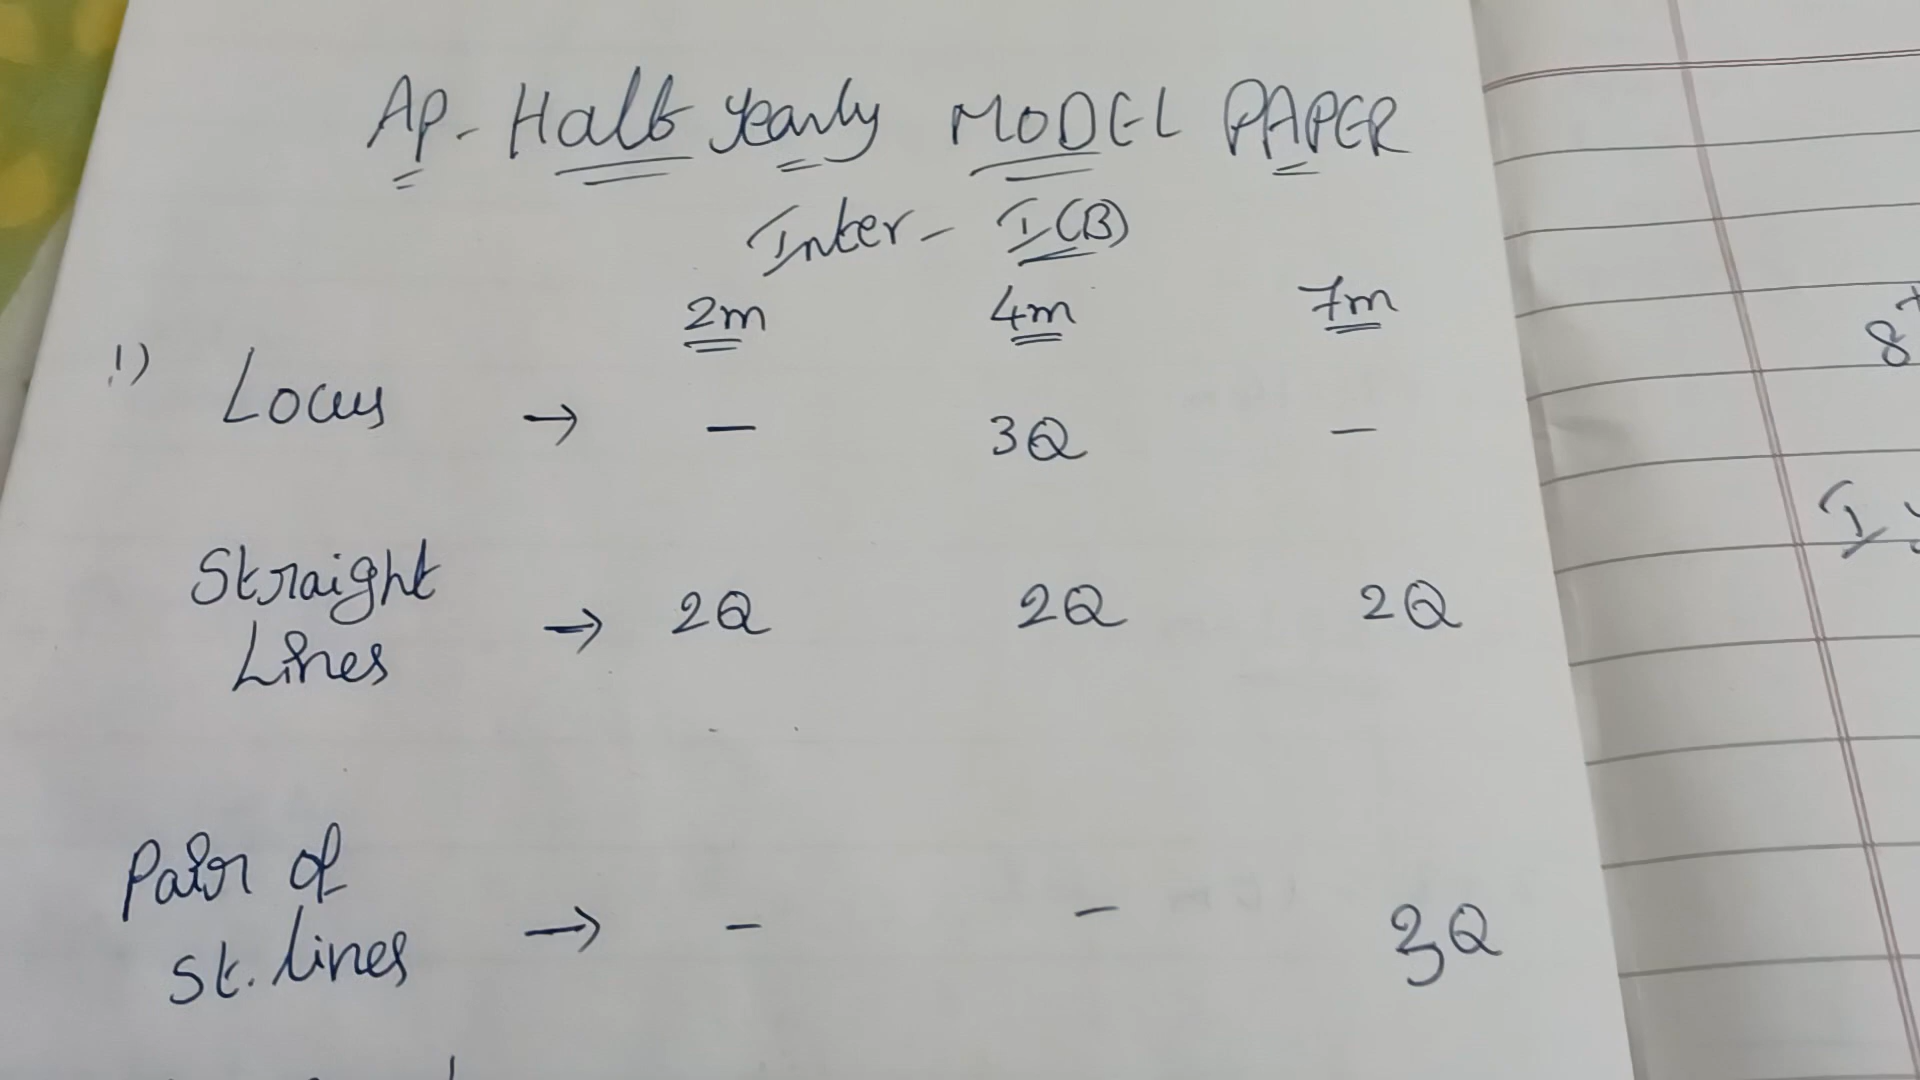 AP- Half yearly MODEL PAPER
Inter - I(B)
2m 4m 7m
1) Locus → - 3Q -
Straight
Lines → 2Q 2Q 2Q
Pair of
St. lines → - - 3Q
8
I